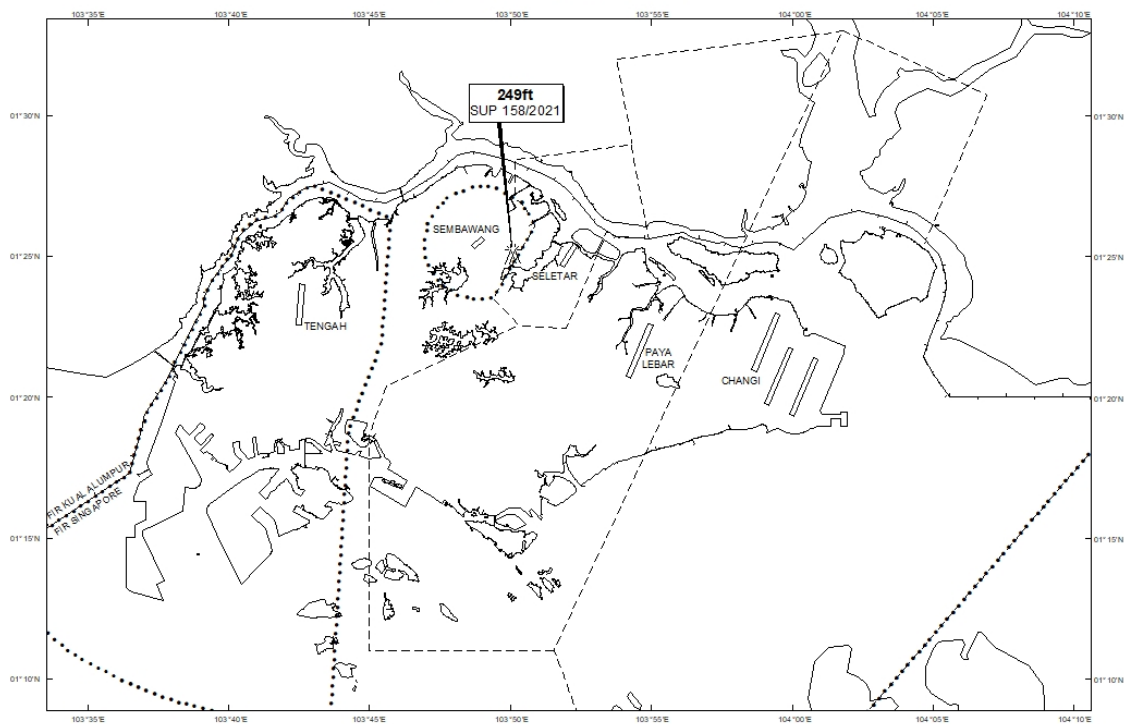 103°35'E 103°40'E 103°45'E 103°50'E 103°55'E 104°00'E 104°05'E 104°10'E
249ft
SUP 158/2021
01°30'N 01°30'N
SEMBAWANG
01°25'N 01°25'N
SELETAR
TENGAH
PAYA
LEBAR
CHANGI
01°20'N 01°20'N
FIR KUALALUMPUR
FIR SINGAPORE
01°15'N 01°15'N
01°10'N 01°10'N
103°35'E 103°40'E 103°45'E 103°50'E 103°55'E 104°00'E 104°05'E 104°10'E